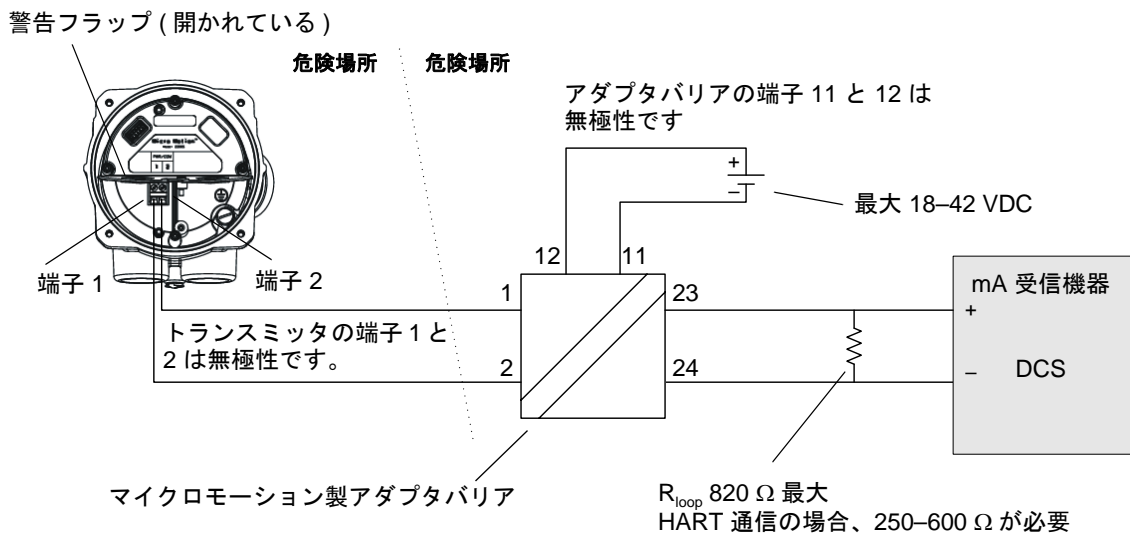 警告フラップ ( 開かれている )
危険場所
危険場所
アダプタバリアの端子 11 と 12 は
無極性です
Micro Motion™
1 2
+
–
最大 18–42 VDC
端子 1
端子 2
12
11
1
23
mA 受信機器
+
トランスミッタの端子 1 と
2 は無極性です。
2
24
–
DCS
マイクロモーション製アダプタバリア
Rloop 820 Ω 最大
HART 通信の場合、250–600 Ω が必要